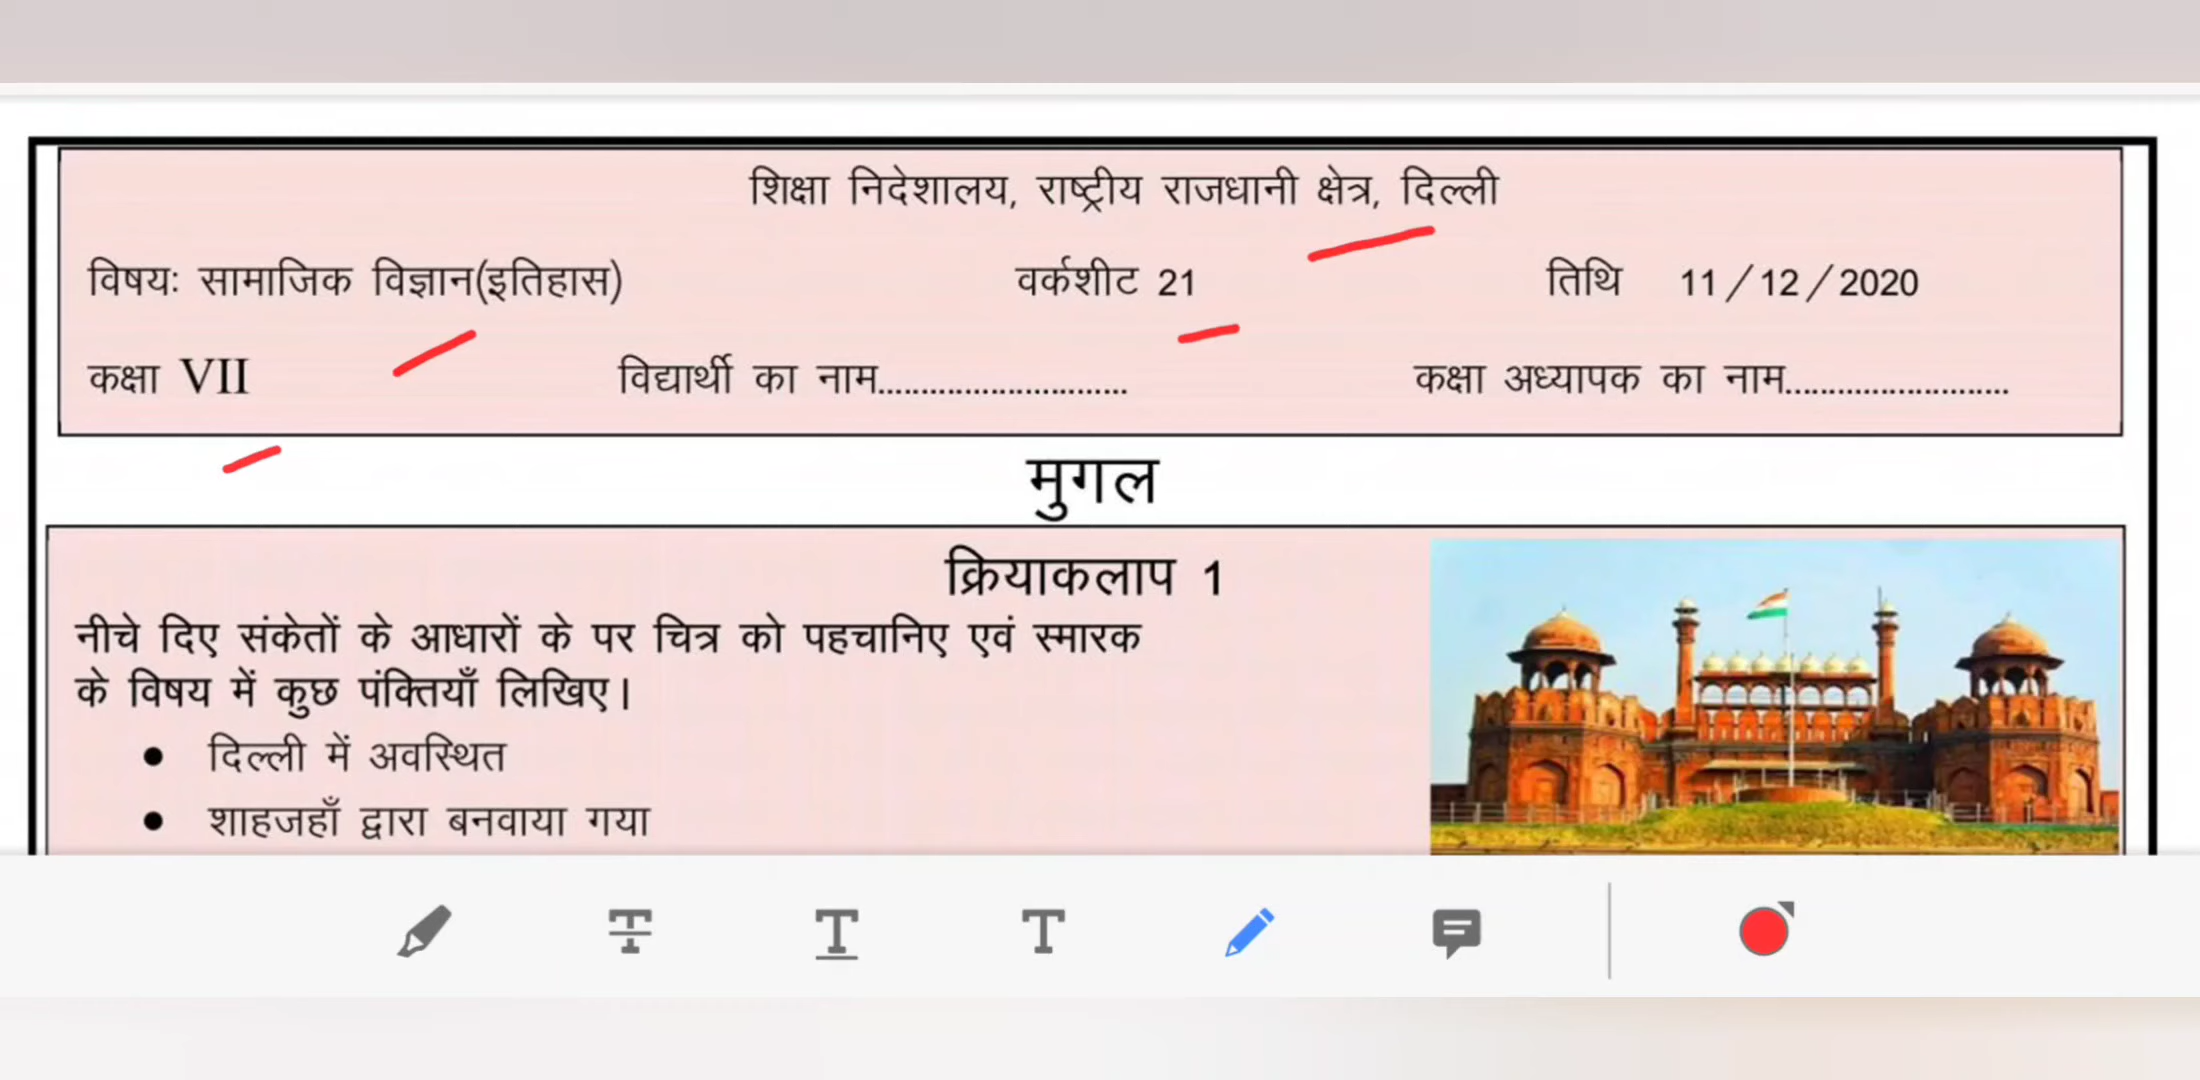 शिक्षा निदेशालय, राष्ट्रीय राजधानी क्षेत्र, दिल्ली
विषयः सामाजिक विज्ञान(इतिहास) वर्कशीट 21 तिथि 11/12/2020
कक्षा VII विद्यार्थी का नाम............................. कक्षा अध्यापक का नाम..........................
मुगल
क्रियाकलाप 1
नीचे दिए संकेतों के आधारों के पर चित्र को पहचानिए एवं स्मारक
के विषय में कुछ पंक्तियाँ लिखिए।
• दिल्ली में अवस्थित
• शाहजहाँ द्वारा बनवाया गया